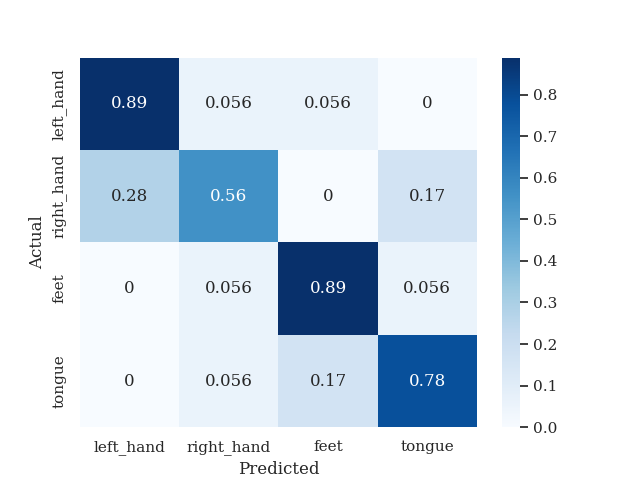 left_hand 0.89 0.056 0.056 0
right_hand 0.28 0.56 0 0.17
feet 0 0.056 0.89 0.056
tongue 0 0.056 0.17 0.78
left_hand right_hand feet tongue
Predicted
Actual
0.8
0.7
0.6
0.5
0.4
0.3
0.2
0.1
0.0